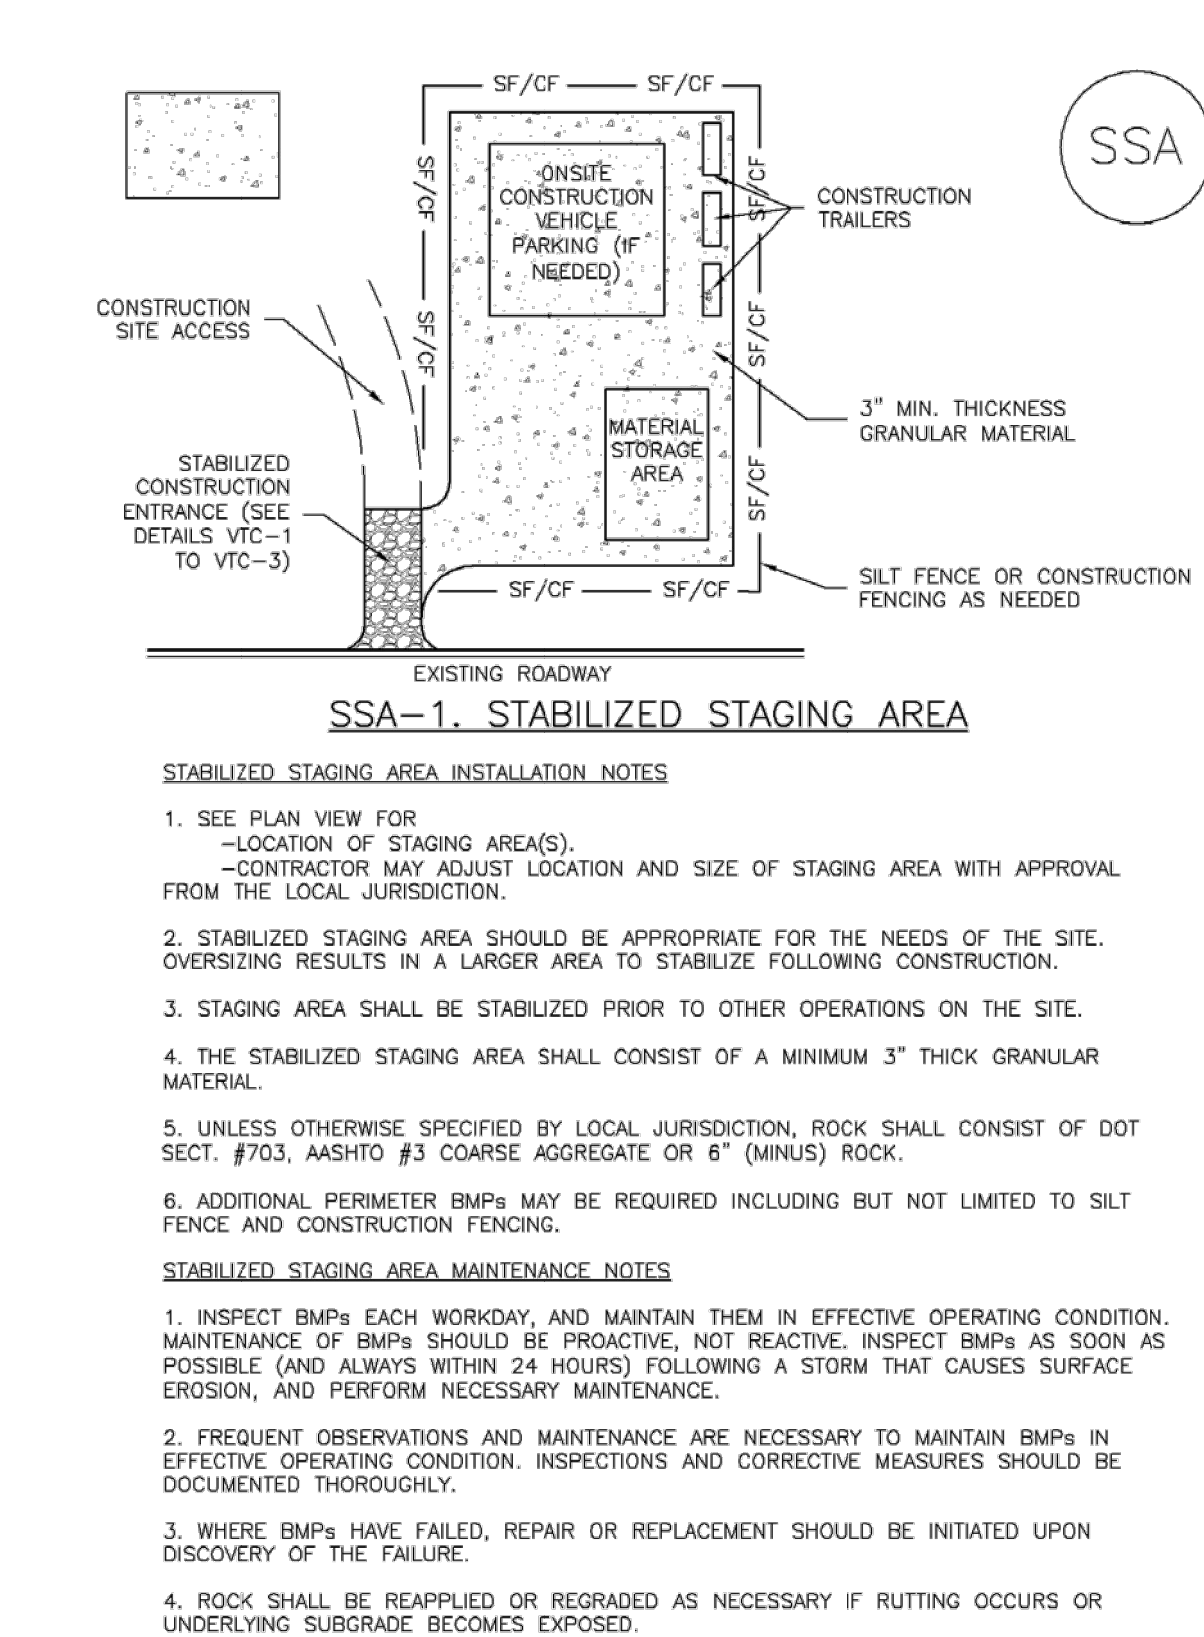 SF/CF SF/CF
SSA
SF/CF
SF/CF
ONSITE
CONSTRUCTION
VEHICLE
PARKING (IF
NEEDED)
SF/CF
CONSTRUCTION
TRAILERS
CONSTRUCTION
SITE ACCESS
SF/CF
SF/CF
3" MIN. THICKNESS
GRANULAR MATERIAL
MATERIAL
STORAGE
AREA
STABILIZED
CONSTRUCTION
ENTRANCE (SEE
DETAILS VTC-1
TO VTC-3)
SF/CF SF/CF
SILT FENCE OR CONSTRUCTION
FENCING AS NEEDED
EXISTING ROADWAY
SSA-1. STABILIZED STAGING AREA
STABILIZED STAGING AREA INSTALLATION NOTES
1. SEE PLAN VIEW FOR
-LOCATION OF STAGING AREA(S).
-CONTRACTOR MAY ADJUST LOCATION AND SIZE OF STAGING AREA WITH APPROVAL
FROM THE LOCAL JURISDICTION.
2. STABILIZED STAGING AREA SHOULD BE APPROPRIATE FOR THE NEEDS OF THE SITE.
OVERSIZING RESULTS IN A LARGER AREA TO STABILIZE FOLLOWING CONSTRUCTION.
3. STAGING AREA SHALL BE STABILIZED PRIOR TO OTHER OPERATIONS ON THE SITE.
4. THE STABILIZED STAGING AREA SHALL CONSIST OF A MINIMUM 3" THICK GRANULAR
MATERIAL.
5. UNLESS OTHERWISE SPECIFIED BY LOCAL JURISDICTION, ROCK SHALL CONSIST OF DOT
SECT. #703, AASHTO #3 COARSE AGGREGATE OR 6" (MINUS) ROCK.
6. ADDITIONAL PERIMETER BMPs MAY BE REQUIRED INCLUDING BUT NOT LIMITED TO SILT
FENCE AND CONSTRUCTION FENCING.
STABILIZED STAGING AREA MAINTENANCE NOTES
1. INSPECT BMPs EACH WORKDAY, AND MAINTAIN THEM IN EFFECTIVE OPERATING CONDITION.
MAINTENANCE OF BMPs SHOULD BE PROACTIVE, NOT REACTIVE. INSPECT BMPs AS SOON AS
POSSIBLE (AND ALWAYS WITHIN 24 HOURS) FOLLOWING A STORM THAT CAUSES SURFACE
EROSION, AND PERFORM NECESSARY MAINTENANCE.
2. FREQUENT OBSERVATIONS AND MAINTENANCE ARE NECESSARY TO MAINTAIN BMPs IN
EFFECTIVE OPERATING CONDITION. INSPECTIONS AND CORRECTIVE MEASURES SHOULD BE
DOCUMENTED THOROUGHLY.
3. WHERE BMPs HAVE FAILED, REPAIR OR REPLACEMENT SHOULD BE INITIATED UPON
DISCOVERY OF THE FAILURE.
4. ROCK SHALL BE REAPPLIED OR REGRADED AS NECESSARY IF RUTTING OCCURS OR
UNDERLYING SUBGRADE BECOMES EXPOSED.